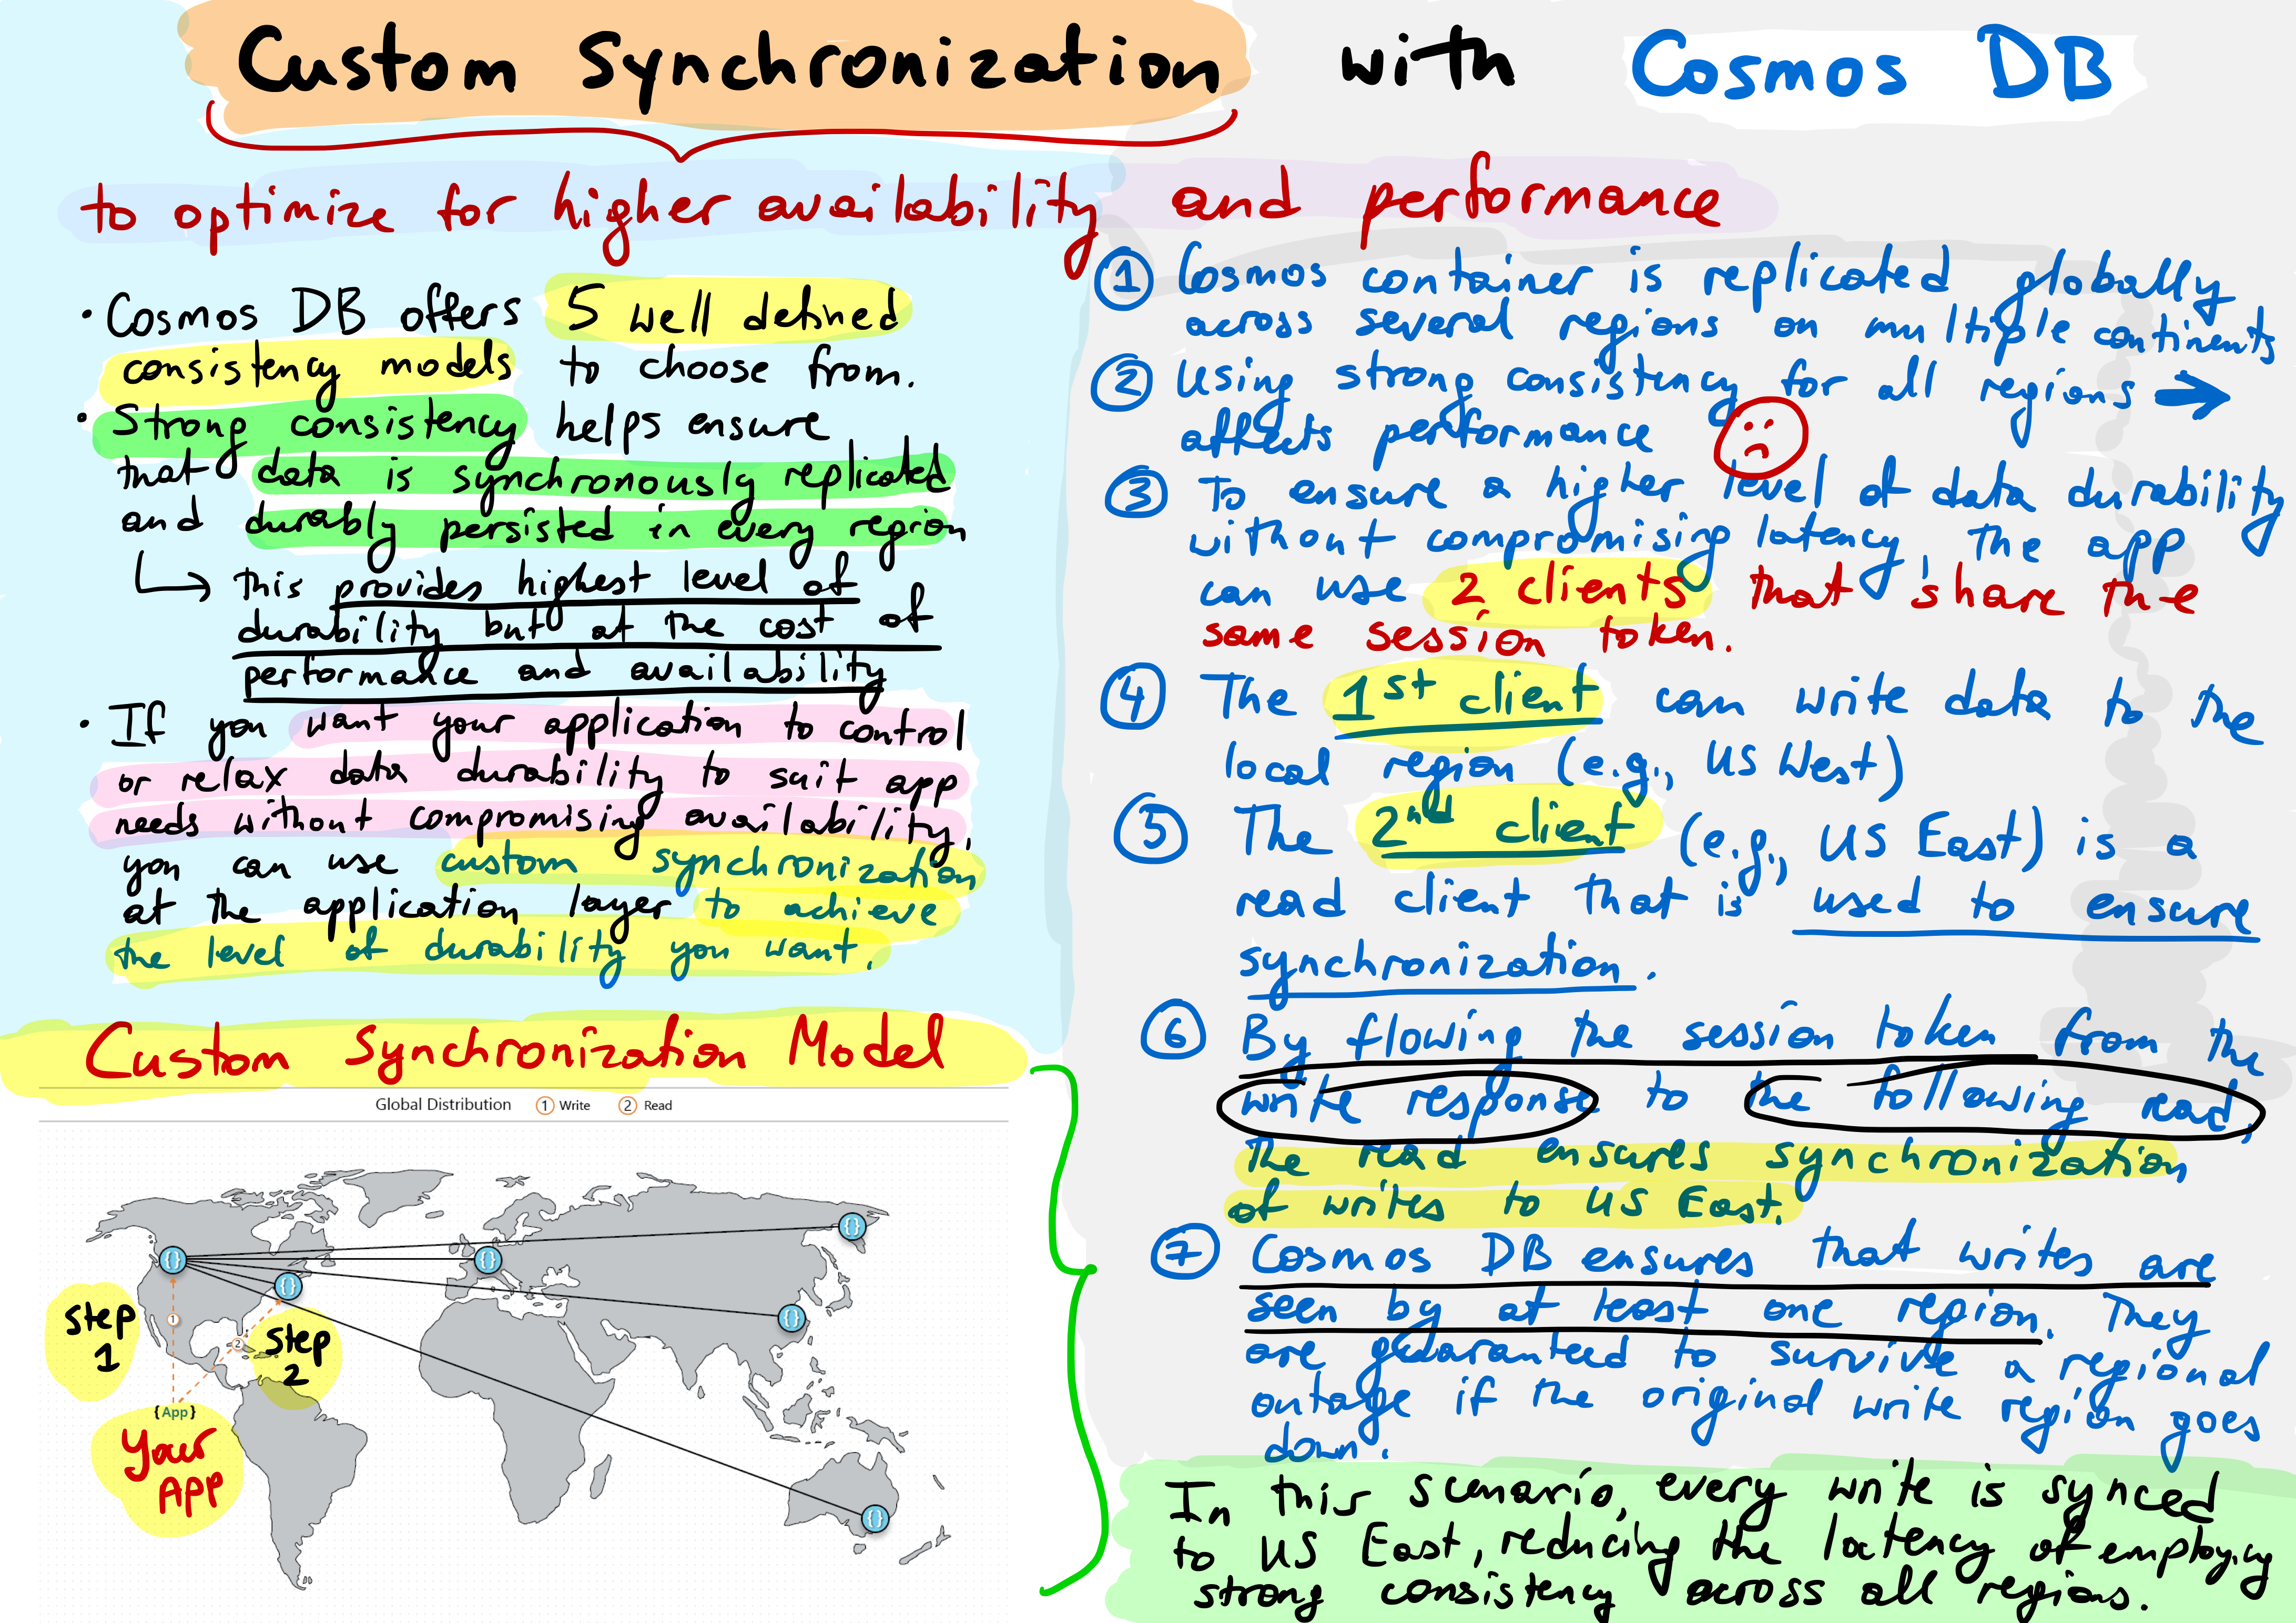 Custom Synchronization with Cosmos DB
to optimize for higher availability and performance
• Cosmos DB offers 5 well defined
consistency models to choose from.
• Strong consistency helps ensure
that data is synchronously replicated
and durably persisted in every region
this provides highest level of
durability but at the cost of
performance and availability
• If you want your application to control
or relax data durability to suit app
needs without compromising availability,
you can use custom synchronization
at the application layer to achieve
the level of durability you want.
Custom Synchronization Model
Global Distribution 1 Write 2 Read
{}
{}
{}
{}
{}
{}
step
1
1
2
step
2
{App}
Your
APP
1 Cosmos container is replicated globally
across several regions on multiple continents
2 Using strong consistency for all regions →
affects performance
3 To ensure a higher level of data durability
without compromising latency, the app
can use 2 clients that share the
same session token.
4 The 1st client can write data to the
local region (e.g., US West)
5 The 2nd client (e.g., US East) is a
read client that is used to ensure
synchronization.
6 By flowing the session token from the
write response to the following read,
the read ensures synchronization
of writes to US East.
7 Cosmos DB ensures that writes are
seen by at least one region. They
are guaranteed to survive a regional
outage if the original write region goes
down.
In this scenario, every write is synced
to US East, reducing the latency of employing
strong consistency across all regions.